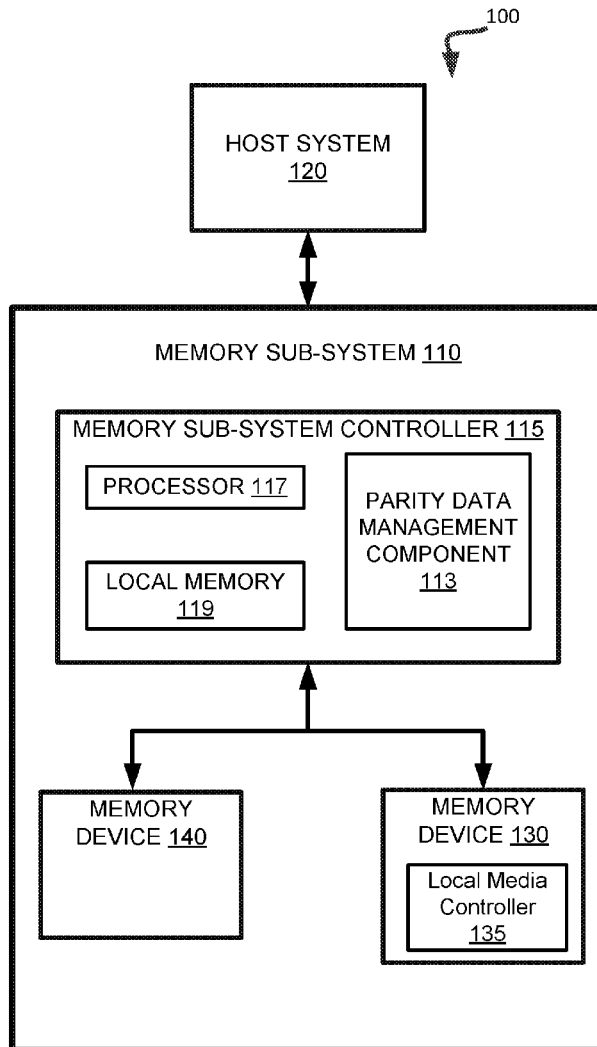 100
HOST SYSTEM
120
MEMORY SUB-SYSTEM 110
MEMORY SUB-SYSTEM CONTROLLER 115
PROCESSOR 117
LOCAL MEMORY
119
PARITY DATA
MANAGEMENT
COMPONENT
113
MEMORY
DEVICE 140
MEMORY
DEVICE 130
Local Media
Controller
135